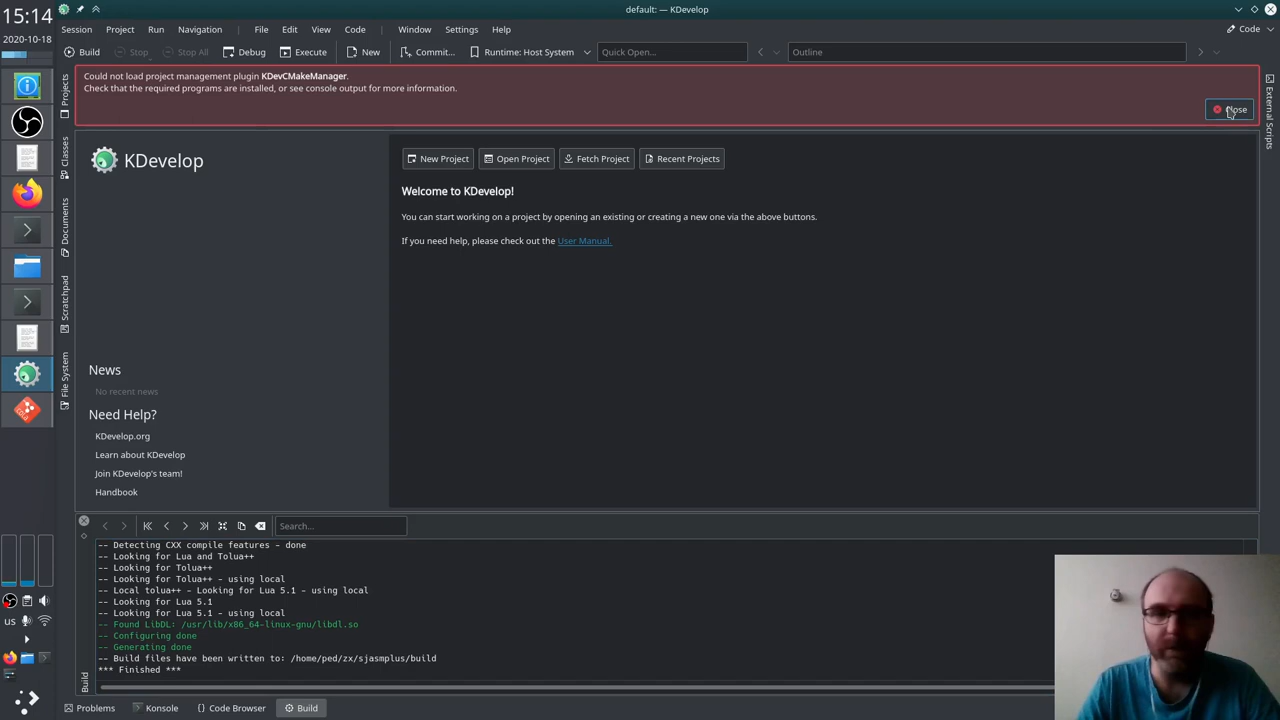 15:14
2020-10-18
default: — KDevelop
Session Project Run Navigation File Edit View Code Window Settings Help
Code
Build Stop Stop All Debug Execute New Commit... Runtime: Host System Quick Open... Outline
Could not load project management plugin KDevCMakeManager.
Check that the required programs are installed, or see console output for more information.
Close
Projects
Classes
Documents
Scratchpad
File System
External Scripts
KDevelop
New Project Open Project Fetch Project Recent Projects
Welcome to KDevelop!
You can start working on a project by opening an existing or creating a new one via the above buttons.
If you need help, please check out the User Manual.
News
No recent news
Need Help?
KDevelop.org
Learn about KDevelop
Join KDevelop's team!
Handbook
Search...
-- Detecting CXX compile features - done
-- Looking for Lua and Tolua++
-- Looking for Tolua++
-- Looking for Tolua++ - using local
-- Local tolua++ - Looking for Lua 5.1 - using local
-- Looking for Lua 5.1
-- Looking for Lua 5.1 - using local
-- Found LibDL: /usr/lib/x86_64-linux-gnu/libdl.so
-- Configuring done
-- Generating done
-- Build files have been written to: /home/ped/zx/sjasmplus/build
*** Finished ***
Build
us
Problems Konsole Code Browser Build